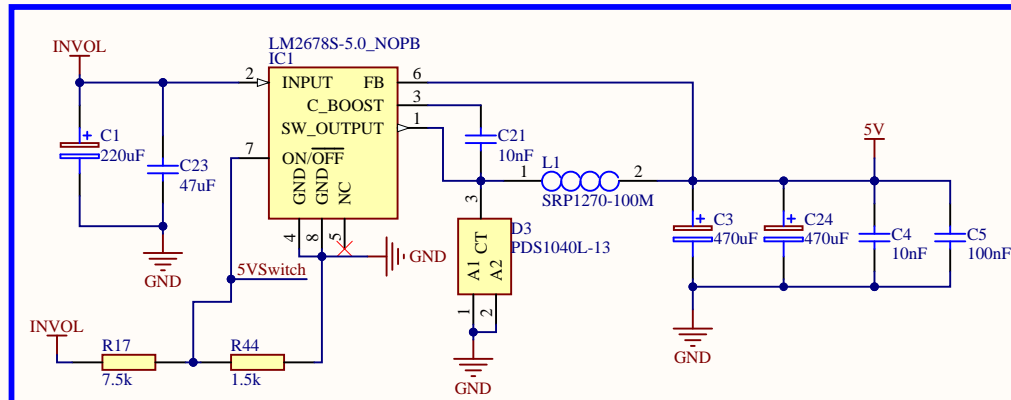 LM2678S-5.0_NOPB
IC1
INVOL
2
INPUT
FB
6
C_BOOST
3
SW_OUTPUT
1
7
ON/OFF
GND
GND
NC
4
8
5
GND
C1
220uF
C23
47uF
GND
C21
10nF
1
L1
2
SRP1270-100M
3
D3
PDS1040L-13
CT
A1
A2
1
2
GND
5V
C3
470uF
C24
470uF
C4
10nF
C5
100nF
GND
5VSwitch
INVOL
R17
7.5k
R44
1.5k